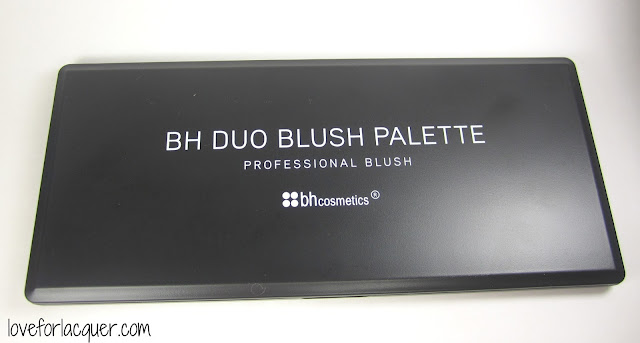 BH DUO BLUSH PALETTE
PROFESSIONAL BLUSH
bhcosmetics®
loveforlacquer.com